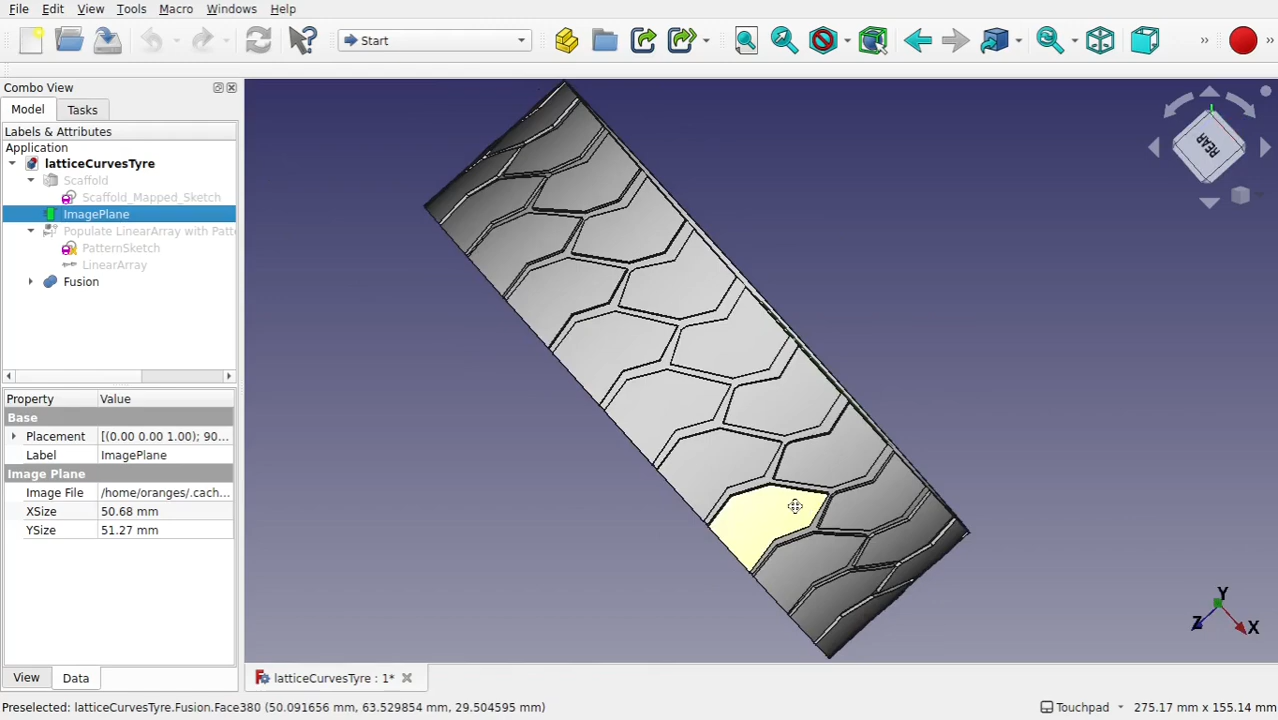 File Edit View Tools Macro Windows Help
Start
Combo View
Model Tasks
Labels & Attributes
Application
latticeCurvesTyre
Scaffold
Scaffold_Mapped_Sketch
ImagePlane
Populate LinearArray with Patte
PatternSketch
LinearArray
Fusion
Property Value
Base
Placement [(0.00 0.00 1.00); 90...
Label ImagePlane
Image Plane
Image File /home/oranges/.cach...
XSize 50.68 mm
YSize 51.27 mm
View Data
REAR
Y
Z X
latticeCurvesTyre : 1*
Preselected: latticeCurvesTyre.Fusion.Face380 (50.091656 mm, 63.529854 mm, 29.504595 mm)
Touchpad 275.17 mm x 155.14 mm